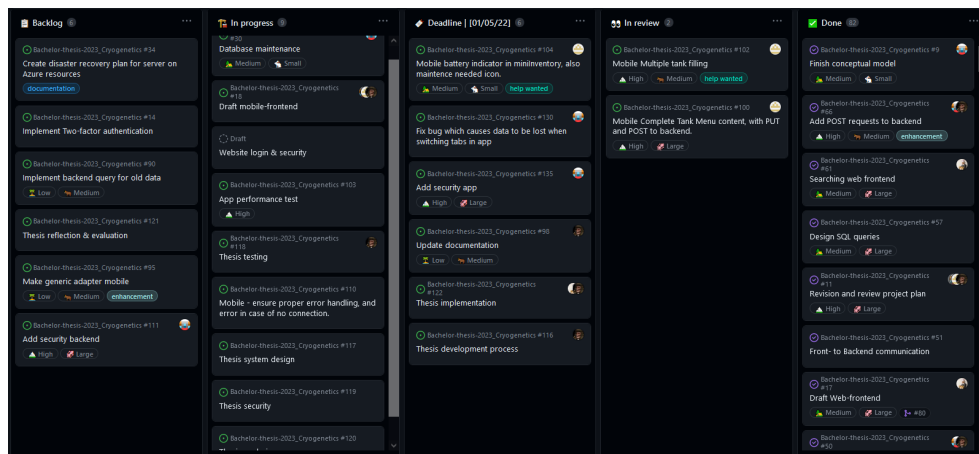 Backlog 6
Bachelor-thesis-2023_Cryogenetics #34
Create disaster recovery plan for server on
Azure resources
documentation
Bachelor-thesis-2023_Cryogenetics #14
Implement Two-factor authentication
Bachelor-thesis-2023_Cryogenetics #90
Implement backend query for old data
Low Medium
Bachelor-thesis-2023_Cryogenetics #121
Thesis reflection & evaluation
Bachelor-thesis-2023_Cryogenetics #95
Make generic adapter mobile
Low Medium enhancement
Bachelor-thesis-2023_Cryogenetics #111
Add security backend
High Large
In progress 9
#30
Database maintenance
Medium Small
Bachelor-thesis-2023_Cryogenetics
#18
Draft mobile-frontend
Draft
Website login & security
Bachelor-thesis-2023_Cryogenetics #103
App performance test
High
Bachelor-thesis-2023_Cryogenetics
#118
Thesis testing
Bachelor-thesis-2023_Cryogenetics #110
Mobile - ensure proper error handling, and
error in case of no connection.
Bachelor-thesis-2023_Cryogenetics #117
Thesis system design
Bachelor-thesis-2023_Cryogenetics #119
Thesis security
Bachelor-thesis-2023_Cryogenetics #120
Deadline | [01/05/22] 6
Bachelor-thesis-2023_Cryogenetics #104
Mobile battery indicator in miniInventory, also
maintence needed icon.
Medium Small help wanted
Bachelor-thesis-2023_Cryogenetics #130
Fix bug which causes data to be lost when
switching tabs in app
Bachelor-thesis-2023_Cryogenetics #135
Add security app
High Large
Bachelor-thesis-2023_Cryogenetics #98
Update documentation
Low Medium
Bachelor-thesis-2023_Cryogenetics
#122
Thesis implementation
Bachelor-thesis-2023_Cryogenetics #116
Thesis development process
In review 2
Bachelor-thesis-2023_Cryogenetics #102
Mobile Multiple tank filling
High Medium help wanted
Bachelor-thesis-2023_Cryogenetics #100
Mobile Complete Tank Menu content, with PUT
and POST to backend.
High Large
Done 82
Bachelor-thesis-2023_Cryogenetics #9
Finish conceptual model
Medium Small
Bachelor-thesis-2023_Cryogenetics
#66
Add POST requests to backend
High Medium enhancement
Bachelor-thesis-2023_Cryogenetics
#61
Searching web frontend
Medium Large
Bachelor-thesis-2023_Cryogenetics #57
Design SQL queries
Medium Large
Bachelor-thesis-2023_Cryogenetics
#11
Revision and review project plan
High Large
Bachelor-thesis-2023_Cryogenetics #51
Front- to Backend communication
Bachelor-thesis-2023_Cryogenetics
#17
Draft Web-frontend
Medium Large #80
Bachelor-thesis-2023_Cryogenetics
#50